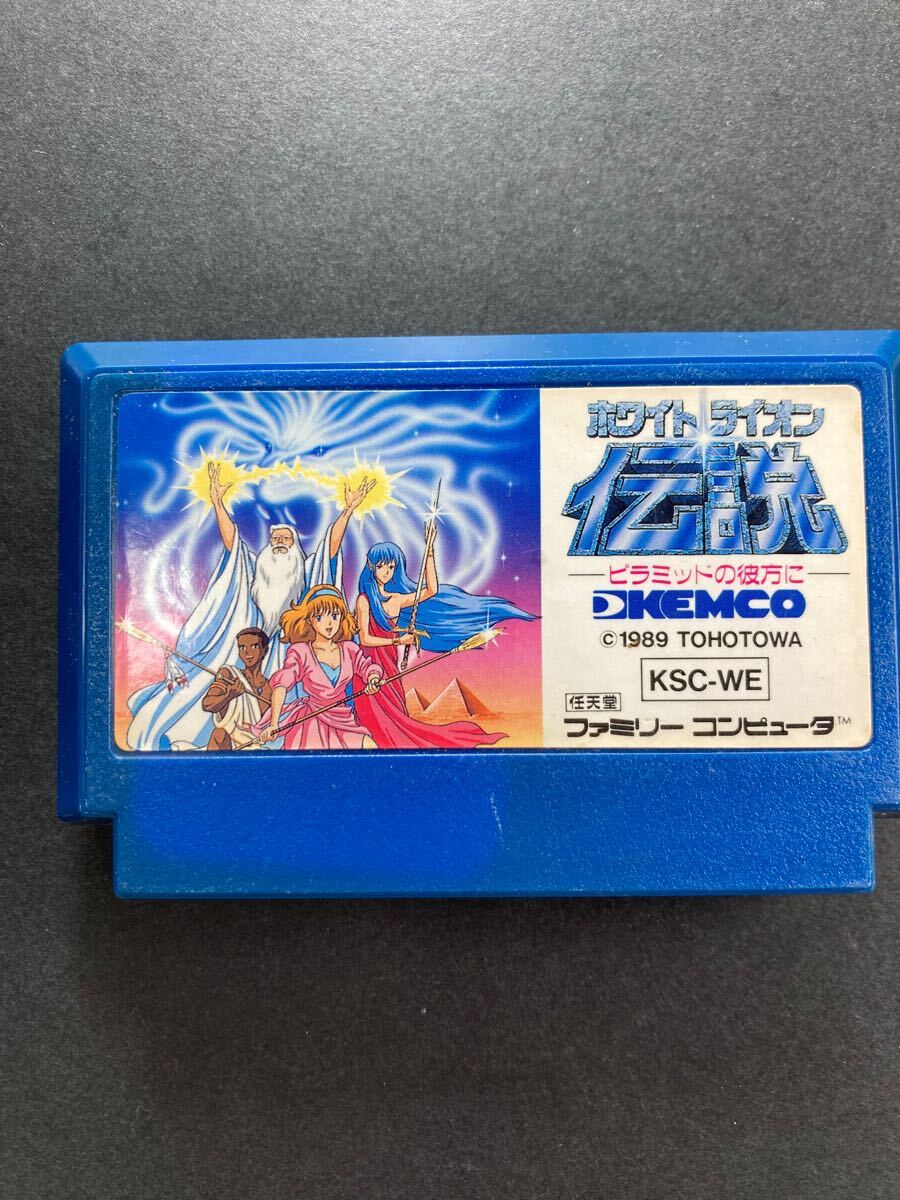 ホワイト ライオン
伝説
ピラミッドの彼方に
KEMCO
©1989 TOHOTOWA
KSC-WE
任天堂
ファミリー コンピュータ™